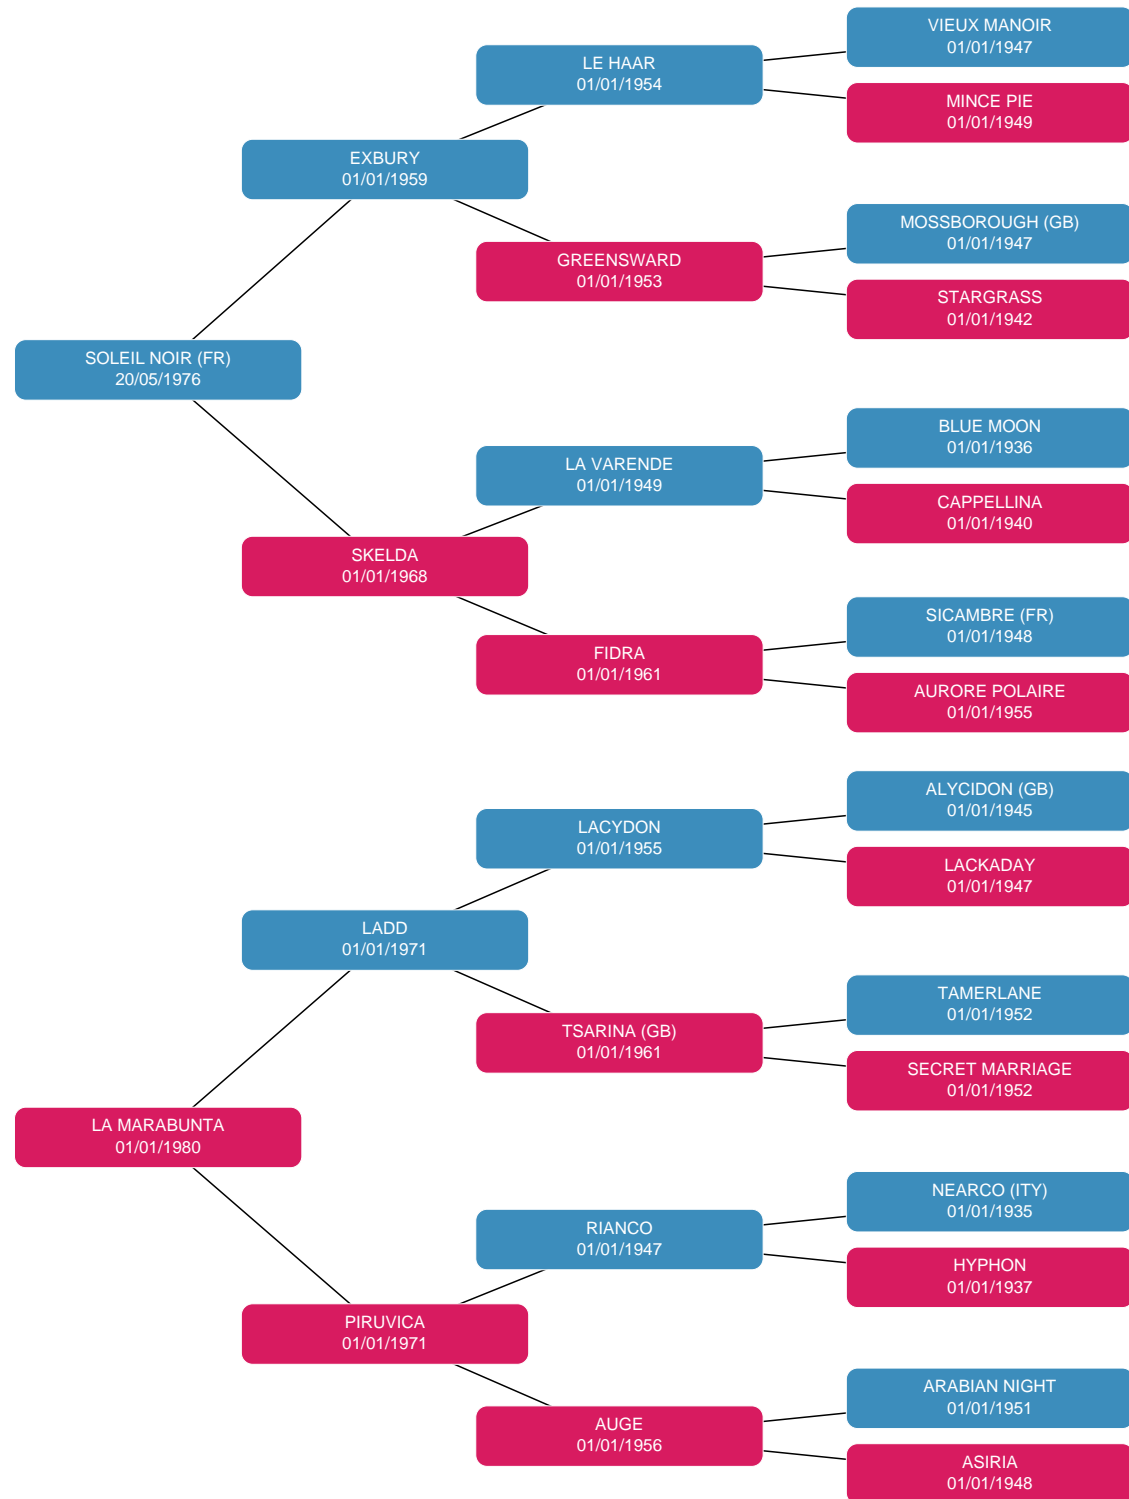 VIEUX MANOIR
01/01/1947
LE HAAR
01/01/1954
MINCE PIE
01/01/1949
EXBURY
01/01/1959
MOSSBOROUGH (GB)
01/01/1947
GREENSWARD
01/01/1953
STARGRASS
01/01/1942
SOLEIL NOIR (FR)
20/05/1976
BLUE MOON
01/01/1936
LA VARENDE
01/01/1949
CAPPELLINA
01/01/1940
SKELDA
01/01/1968
SICAMBRE (FR)
01/01/1948
FIDRA
01/01/1961
AURORE POLAIRE
01/01/1955
ALYCIDON (GB)
01/01/1945
LACYDON
01/01/1955
LACKADAY
01/01/1947
LADD
01/01/1971
TAMERLANE
01/01/1952
TSARINA (GB)
01/01/1961
SECRET MARRIAGE
01/01/1952
LA MARABUNTA
01/01/1980
NEARCO (ITY)
01/01/1935
RIANCO
01/01/1947
HYPHON
01/01/1937
PIRUVICA
01/01/1971
ARABIAN NIGHT
01/01/1951
AUGE
01/01/1956
ASIRIA
01/01/1948